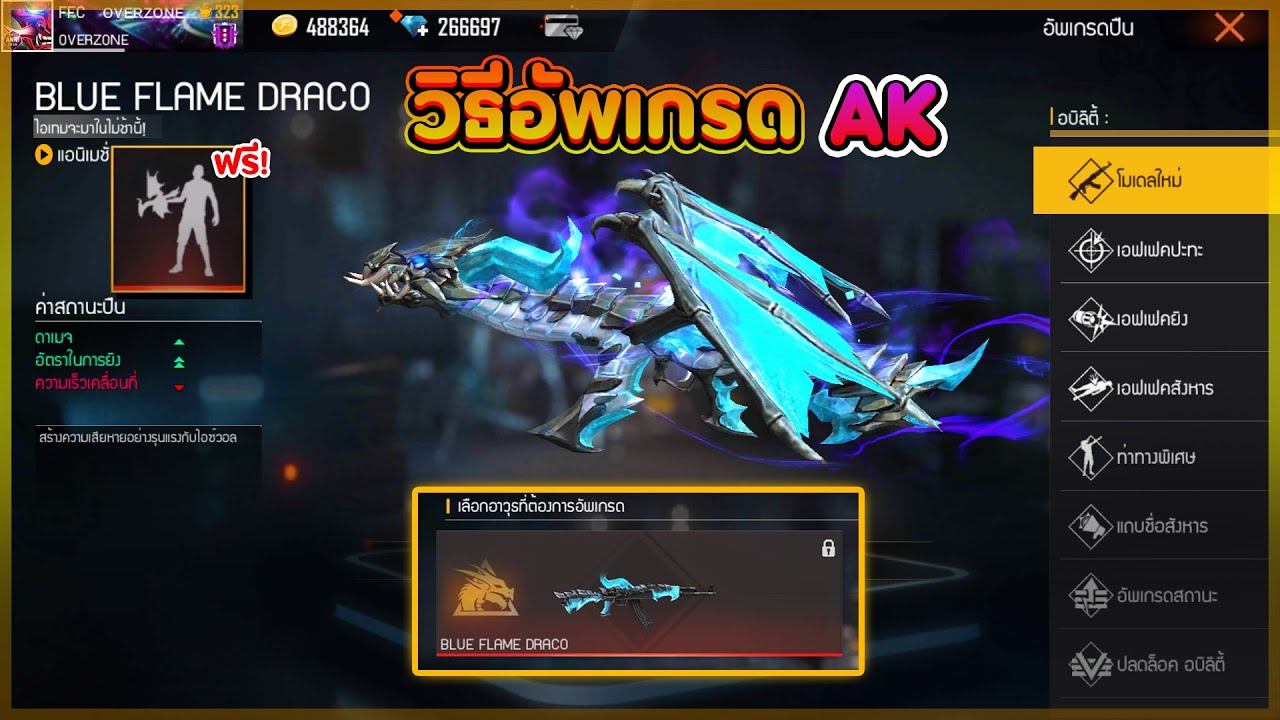 FFC OVERZONE 323
OVERZONE
488364
266697
อัพเกรดปืน
BLUE FLAME DRACO
ไอเทมจะมาในไม่ช้านี้!
แอนิเมชั่
ฟรี!
วิธีอัพเกรด AK
ค่าสถานะปืน
ดาเมจ
อัตราในการยิง
ความเร็วเคลื่อนที่
สร้างความเสียหายอย่างรุนแรงกับไอซ์วอล
เลือกอาวุธที่ต้องการอัพเกรด
BLUE FLAME DRACO
อบิลิตี้ :
โมเดลใหม่
เอฟเฟคปะทะ
เอฟเฟคยิง
เอฟเฟคสังหาร
ท่าทางพิเศษ
แถบชื่อสังหาร
อัพเกรดสถานะ
ปลดล็อค อบิลิตี้